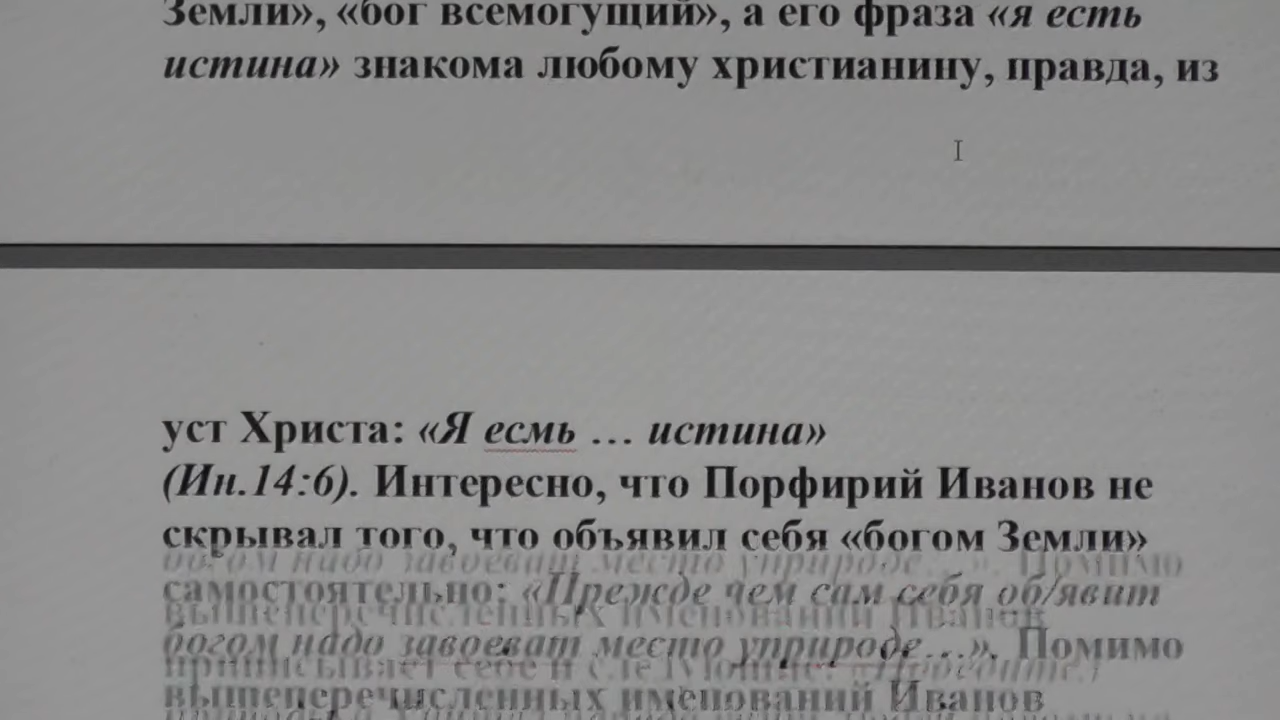 Земли», «бог всемогущий», а его фраза «я есть
истина» знакома любому христианину, правда, из
уст Христа: «Я есмь … истина»
(Ин.14:6). Интересно, что Порфирий Иванов не
скрывал того, что объявил себя «богом Земли»
самостоятельно: «Прежде чем сам себя об/явит
богом надо завоеват место уприроде…». Помимо
вышеперечисленных именований Иванов